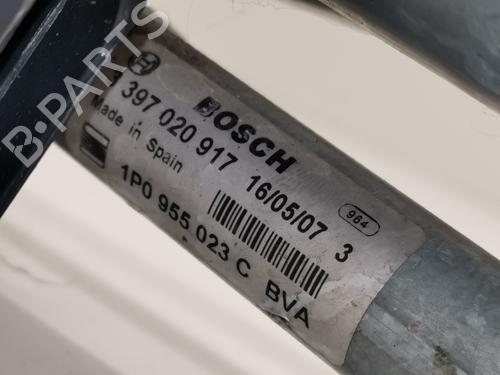 BOSCH
397 020 917 16/05/07 3
Made in Spain
964
1P0 955 023 C BVA
B-PARTS